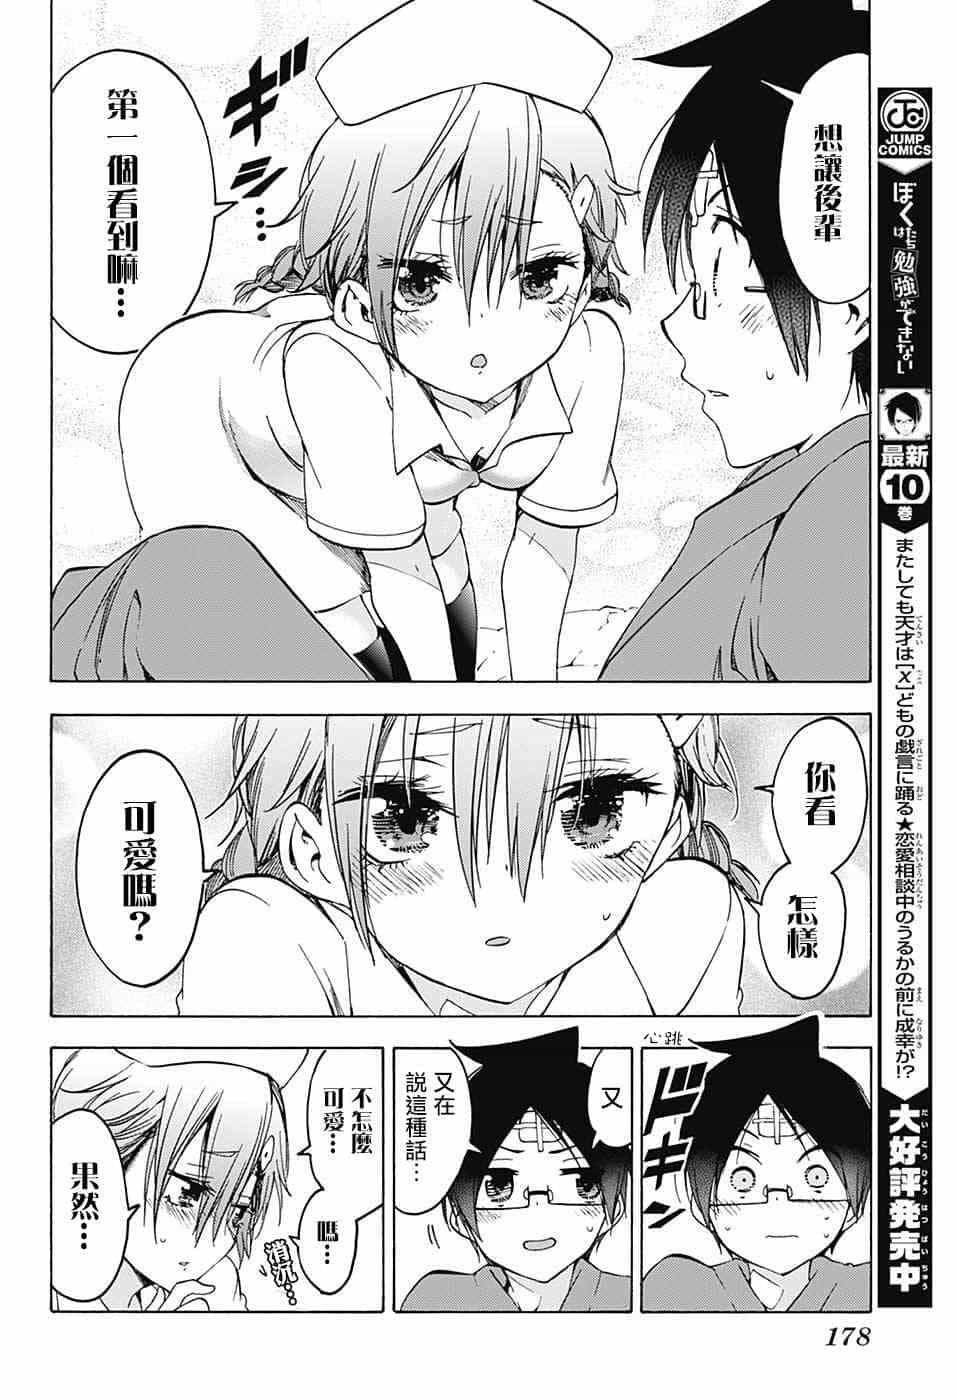 想讓後輩
第一個看到嘛…
ギシ…
你看
怎樣
可愛嗎？
心跳
ドキン
又
又在
說這種話…
不怎麼
可愛…
嗎…
消沉…
果然…
JUMP COMICS
ぼくたちは勉強ができない
最新
10
巻
またしても天才は[x]どもの戯言に踊る★恋愛相談中のうるかの前に成幸が!?
大好評発売中
178